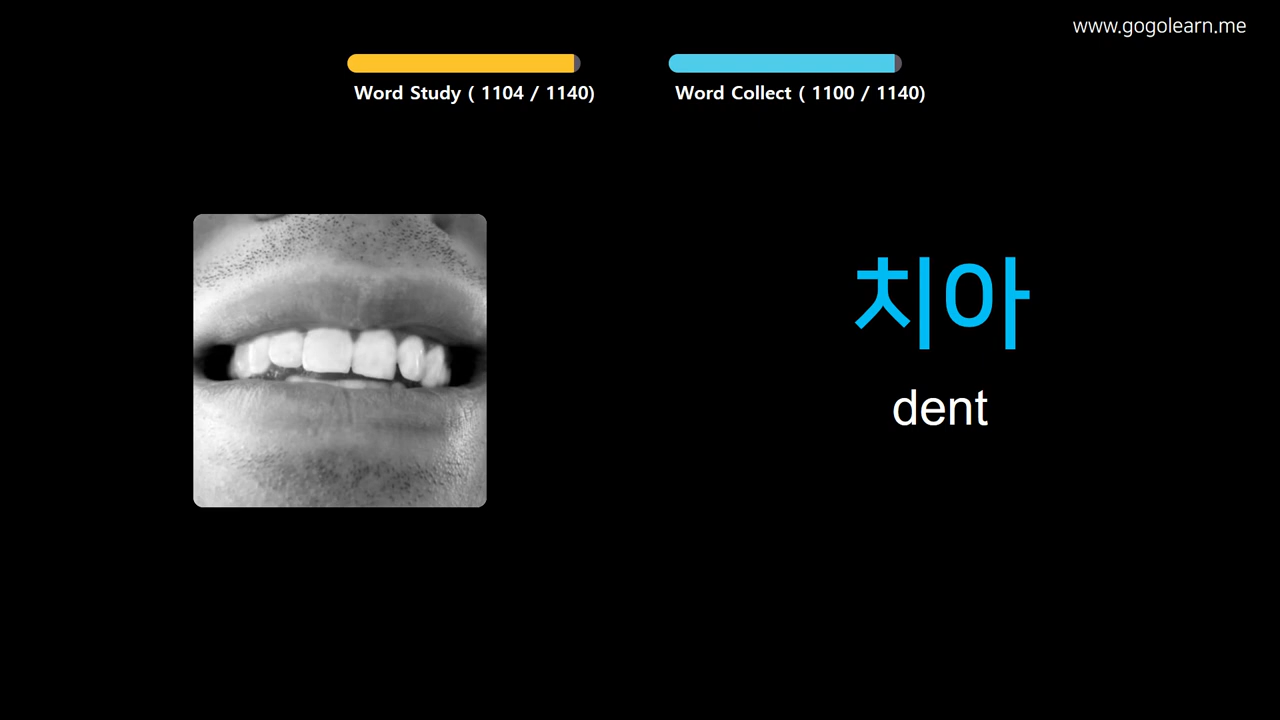 www.gogolearn.me
Word Study ( 1104 / 1140)
Word Collect ( 1100 / 1140)
치아
dent